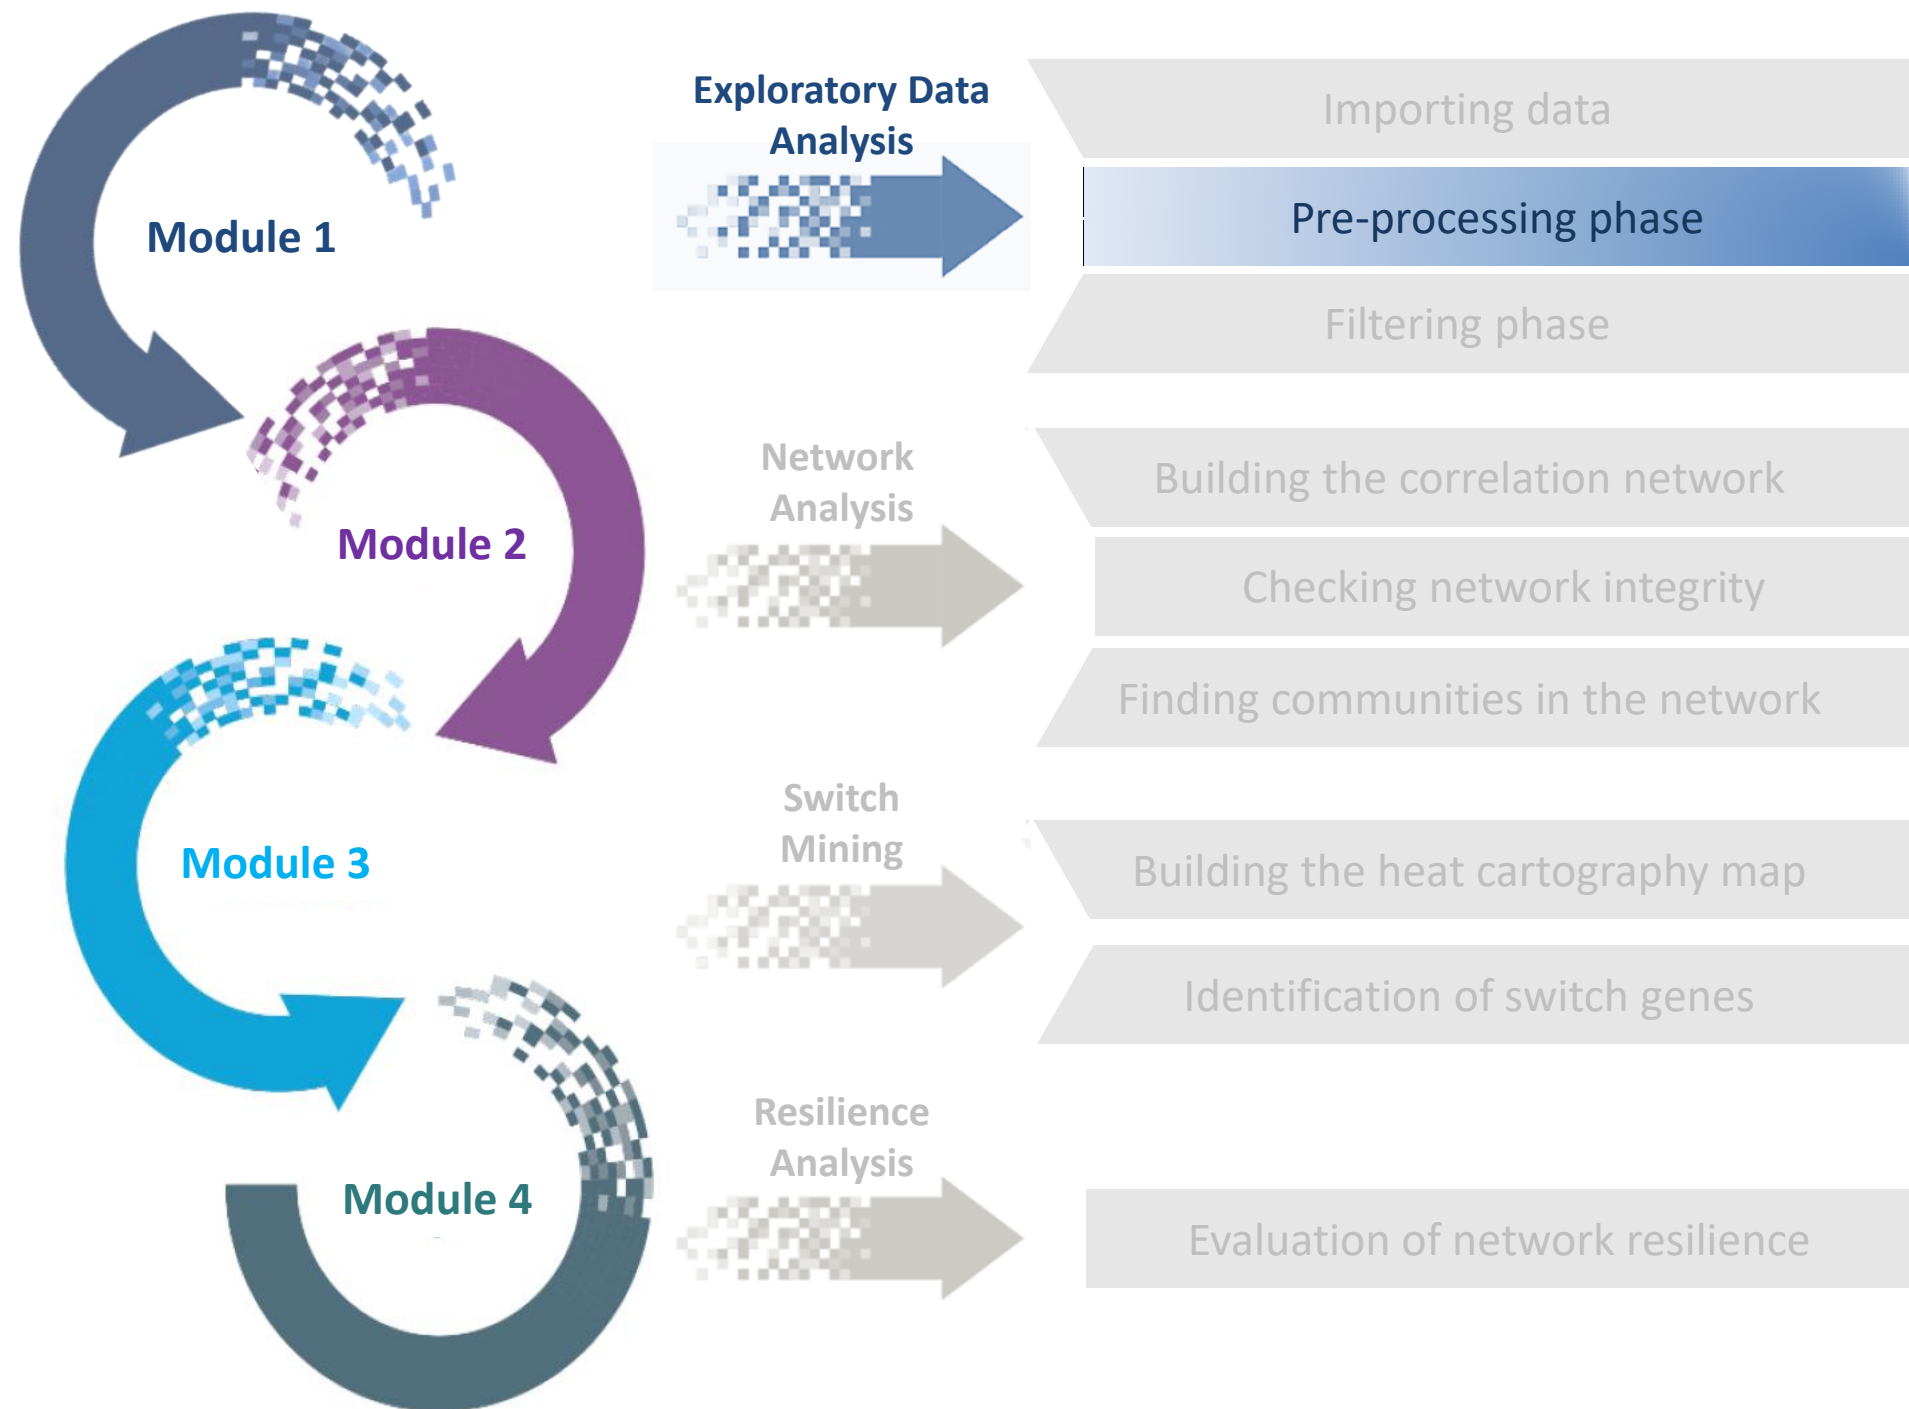 Module 1
Exploratory Data
Analysis
Importing data
Pre-processing phase
Filtering phase
Module 2
Network
Analysis
Building the correlation network
Checking network integrity
Finding communities in the network
Module 3
Switch
Mining
Building the heat cartography map
Identification of switch genes
Module 4
Resilience
Analysis
Evaluation of network resilience